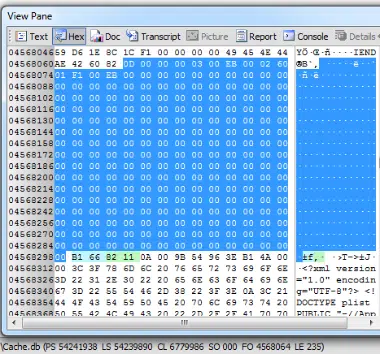 View Pane
Text Hex Doc Transcript Picture Report Console Details
04568046 59 D6 1E 8C 1C F1 00 00 00 00 49 45 4E 44 YÖ·Œ·ñ····IEND
04568060 AE 42 60 82 0D 00 00 00 03 00 EB 00 02 60 ®B`‚······ë··`
04568074 01 F1 00 EB 00 00 00 00 00 00 00 00 00 00 ·ñ·ë··········
04568088 00 00 00 00 00 00 00 00 00 00 00 00 00 00 ··············
04568102 00 00 00 00 00 00 00 00 00 00 00 00 00 00 ··············
04568116 00 00 00 00 00 00 00 00 00 00 00 00 00 00 ··············
04568130 00 00 00 00 00 00 00 00 00 00 00 00 00 00 ··············
04568144 00 00 00 00 00 00 00 00 00 00 00 00 00 00 ··············
04568158 00 00 00 00 00 00 00 00 00 00 00 00 00 00 ··············
04568172 00 00 00 00 00 00 00 00 00 00 00 00 00 00 ··············
04568186 00 00 00 00 00 00 00 00 00 00 00 00 00 00 ··············
04568200 00 00 00 00 00 00 00 00 00 00 00 00 00 00 ··············
04568214 00 00 00 00 00 00 00 00 00 00 00 00 00 00 ··············
04568228 00 00 00 00 00 00 00 00 00 00 00 00 00 00 ··············
04568242 00 00 00 00 00 00 00 00 00 00 00 00 00 00 ··············
04568256 00 00 00 00 00 00 00 00 00 00 00 00 00 00 ··············
04568270 00 00 00 00 00 00 00 00 00 00 00 00 00 00 ··············
04568284 00 00 00 00 00 00 00 00 00 00 00 00 00 00 ··············
04568298 00 B1 66 82 11 0A 00 9B 54 96 3E B1 4A 00 ·±f‚···›T–>±J·
04568312 00 3C 3F 78 6D 6C 20 76 65 72 73 69 6F 6E ·<?xml version
04568326 3D 22 31 2E 30 22 20 65 6E 63 6F 64 69 6E ="1.0" encodin
04568340 67 3D 22 55 54 46 2D 38 22 3F 3E 0A 3C 21 g="UTF-8"?>·<!
04568354 44 4F 43 54 59 50 45 20 70 6C 69 73 74 20 DOCTYPE plist
04568368 50 55 42 4C 49 43 20 22 2D 2F 2F 41 70 70 PUBLIC "-//App
\Cache.db (PS 54241938 LS 54239890 CL 6779986 SO 000 FO 4568064 LE 235)